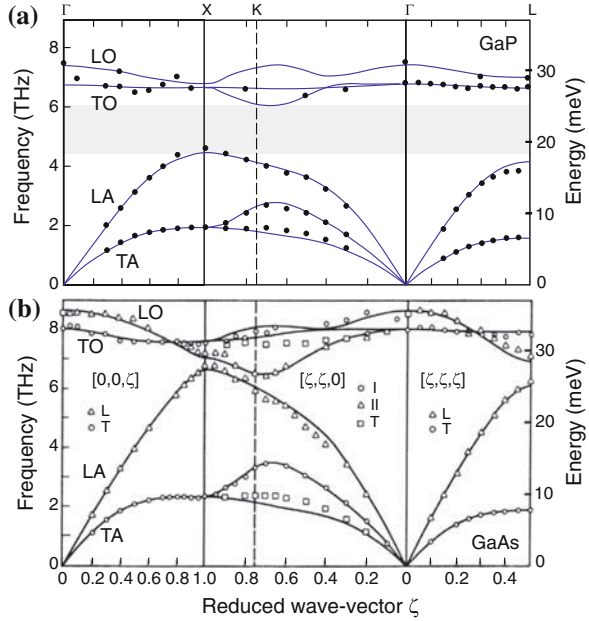 Γ X K Γ L
(a)
GaP
LO
TO
LA
TA
8
6
4
2
0
Frequency (THz)
30
20
10
0
Energy (meV)
(b)
LO
TO
LA
TA
[0,0,ζ]
△ L
○ T
[ζ,ζ,0]
○ I
○ II
□ T
[ζ,ζ,ζ]
△ L
○ T
GaAs
8
6
4
2
0
Frequency (THz)
30
20
10
0
Energy (meV)
0 0.2 0.4 0.6 0.8 1.0 0.8 0.6 0.4 0.2 0 0.2 0.4
Reduced wave-vector ζ